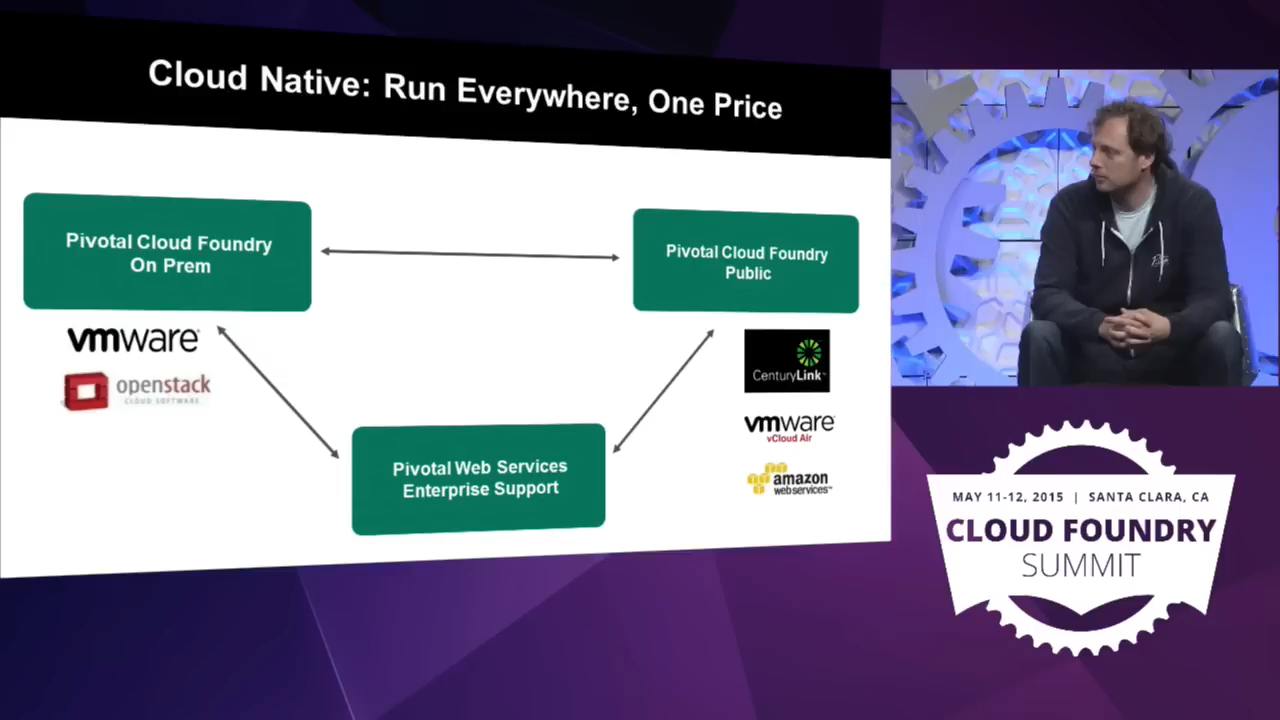 Cloud Native: Run Everywhere, One Price
Pivotal Cloud Foundry
On Prem
Pivotal Cloud Foundry
Public
vmware
openstack
CLOUD SOFTWARE
CenturyLink™
vmware
vCloud Air
amazon
webservices™
Pivotal Web Services
Enterprise Support
MAY 11-12, 2015 | SANTA CLARA, CA
CLOUD FOUNDRY
SUMMIT